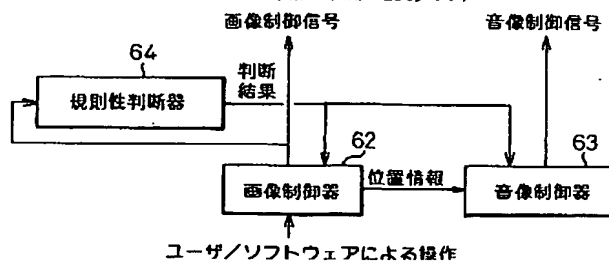 画像制御信号
音像制御信号
64
規則性判断器
判断
結果
62
画像制御器
位置情報
63
音像制御器
ユーザ/ソフトウェアによる操作